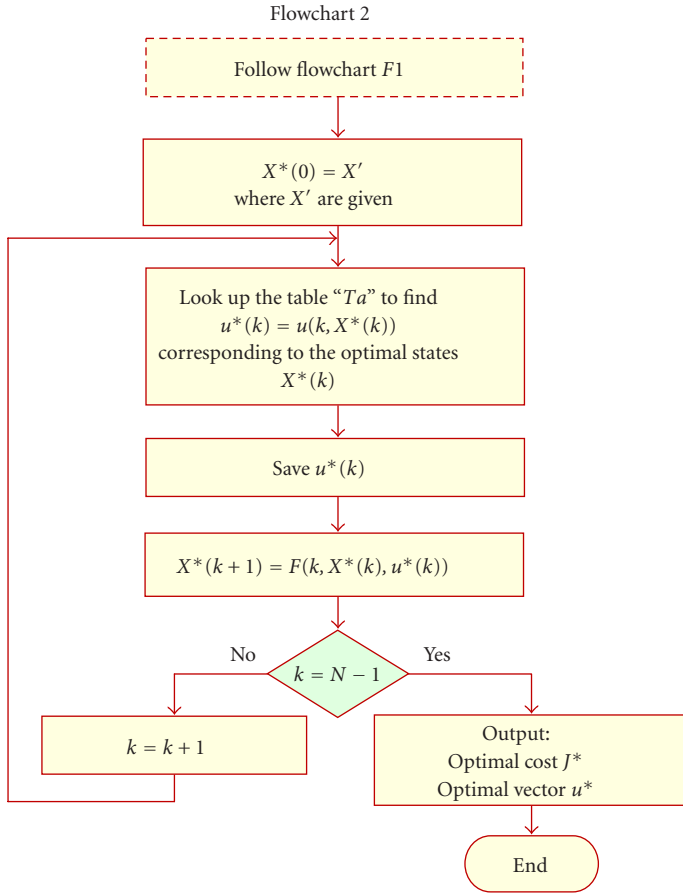 Flowchart 2
Follow flowchart F1
X*(0) = X′
where X′ are given
Look up the table “Ta” to find
u*(k) = u(k, X*(k))
corresponding to the optimal states
X*(k)
Save u*(k)
X*(k + 1) = F(k, X*(k), u*(k))
No
Yes
k = N − 1
k = k + 1
Output:
Optimal cost J*
Optimal vector u*
End